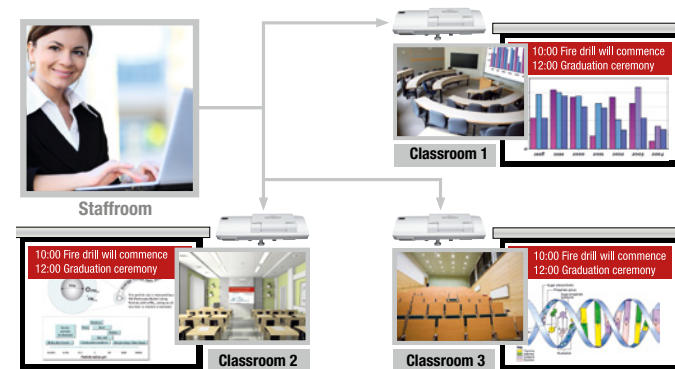 10:00 Fire drill will commence
12:00 Graduation ceremony
Classroom 1
Staffroom
10:00 Fire drill will commence
12:00 Graduation ceremony
Classroom 2
10:00 Fire drill will commence
12:00 Graduation ceremony
Classroom 3